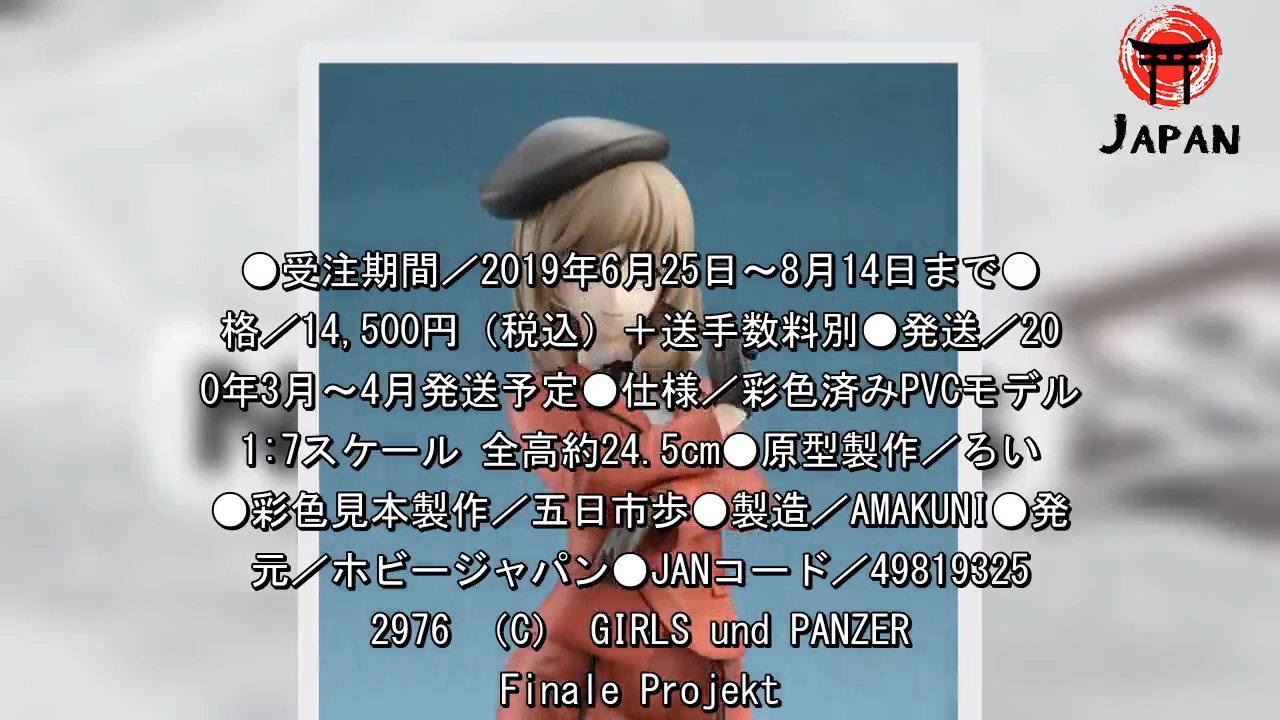 JAPAN
●受注期間／2019年6月25日～8月14日まで●
格／14,500円（税込）＋送手数料別●発送／20
0年3月～4月発送予定●仕様／彩色済みPVCモデル
1:7スケール 全高約24.5cm●原型製作／ろい
●彩色見本製作／五日市歩●製造／AMAKUNI●発
元／ホビージャパン●JANコード／49819325
2976 （C） GIRLS und PANZER
Finale Projekt